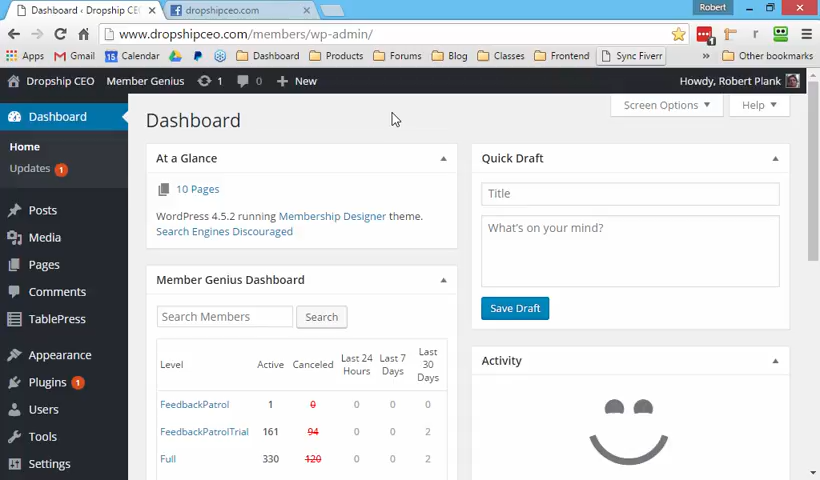 Robert
Dashboard ‹ Dropship CE
dropshipceo.com
www.dropshipceo.com/members/wp-admin/
1
Apps
Gmail
Calendar
Dashboard
Products
Forums
Blog
Classes
Frontend
Sync Fiverr
Other bookmarks
Dropship CEO
Member Genius
1
0
New
Howdy, Robert Plank
Dashboard
Home
Updates 1
Posts
Media
Pages
Comments
TablePress
Appearance
Plugins 1
Users
Tools
Settings
Dashboard
Screen Options
Help
At a Glance
10 Pages
WordPress 4.5.2 running Membership Designer theme.
Search Engines Discouraged
Member Genius Dashboard
Search Members
Search
Level Active Canceled Last 24 Hours Last 7 Days Last 30 Days
FeedbackPatrol 1 0 0 0 0
FeedbackPatrolTrial 161 94 0 0 2
Full 330 120 0 0 2
Quick Draft
Title
What's on your mind?
Save Draft
Activity